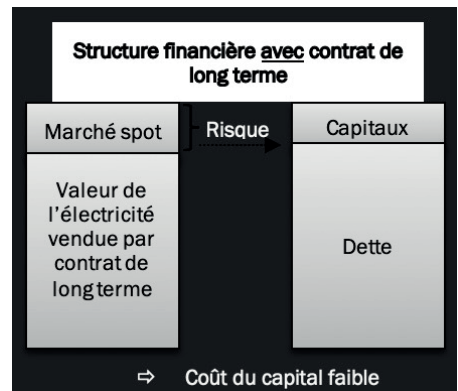 Structure financière avec contrat de
long terme
Marché spot
Risque
Capitaux
Valeur de
l'électricité
vendue par
contrat de
long terme
Dette
⇨ Coût du capital faible